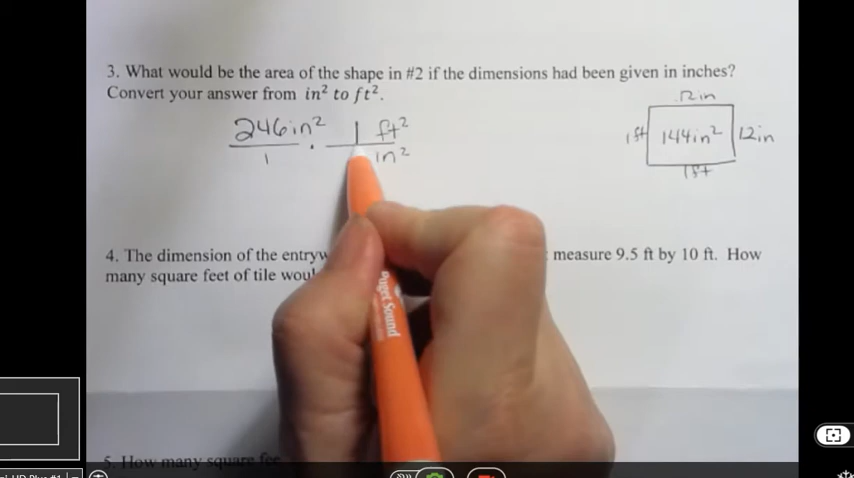 3. What would be the area of the shape in #2 if the dimensions had been given in inches?
Convert your answer from in² to ft².
246in² / 1 · 1 ft² / in²
12in
1ft 144in² 12in
1ft
4. The dimension of the measure 9.5 ft by 10 ft. How
many square feet of tile
Puget Sound
5. How many square